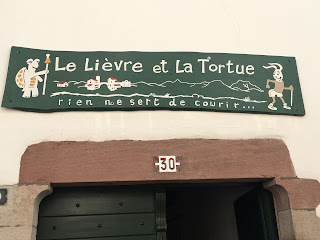 Le Lièvre et La Tortue
rien ne sert de courir...
30